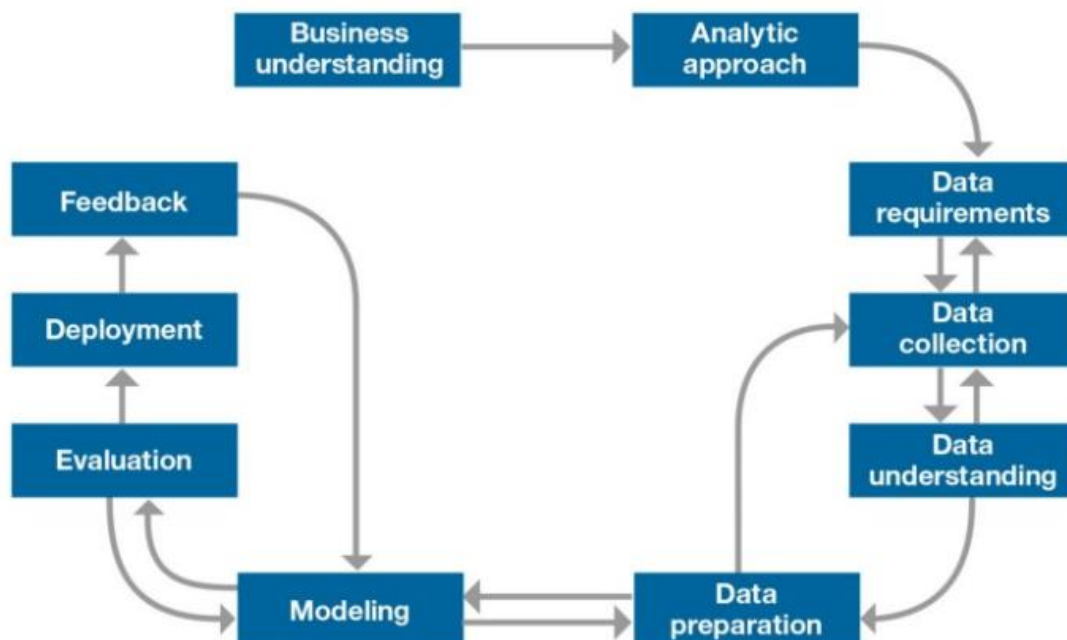 Business
understanding
Analytic
approach
Data
requirements
Data
collection
Data
understanding
Data
preparation
Modeling
Evaluation
Deployment
Feedback